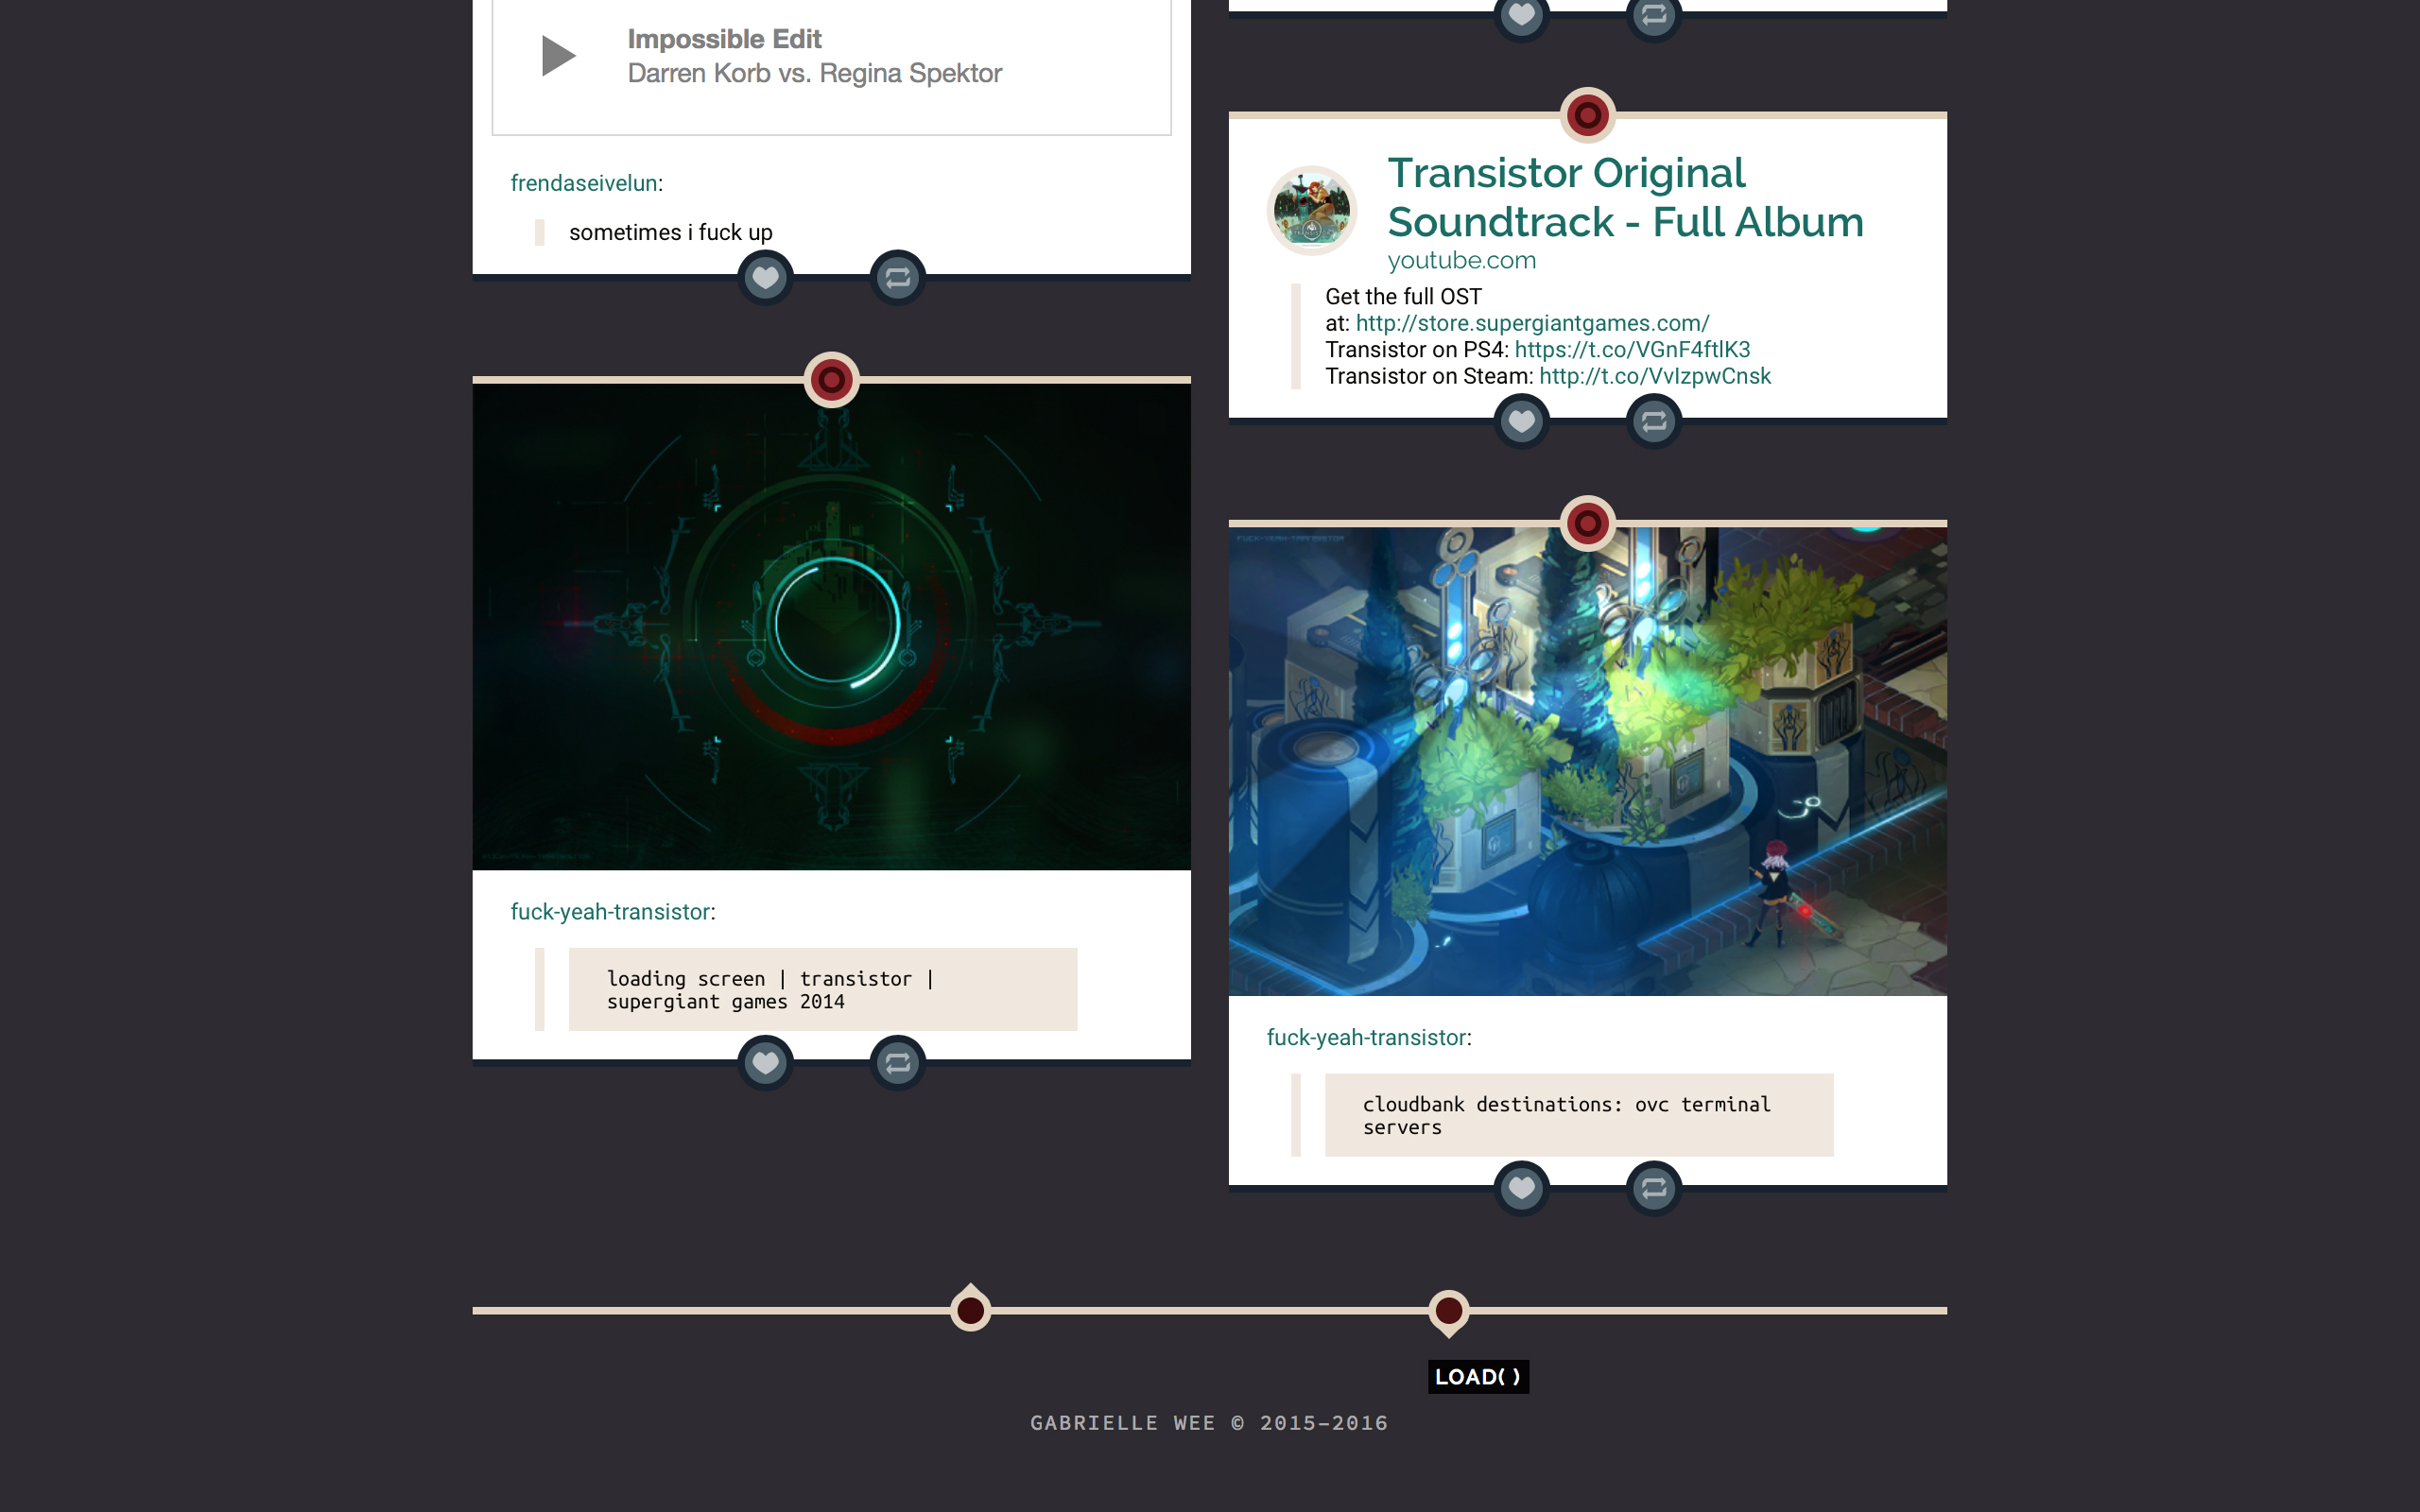 Impossible Edit
Darren Korb vs. Regina Spektor
frendaseivelun:
sometimes i fuck up
fuck-yeah-transistor:
loading screen | transistor |
supergiant games 2014
Transistor Original
Soundtrack - Full Album
youtube.com
Get the full OST
at: http://store.supergiantgames.com/
Transistor on PS4: https://t.co/VGnF4ftlK3
Transistor on Steam: http://t.co/VvIzpwCnsk
FUCK-YEAH-TRANSISTOR
fuck-yeah-transistor:
cloudbank destinations: ovc terminal
servers
LOAD( )
GABRIELLE WEE © 2015–2016